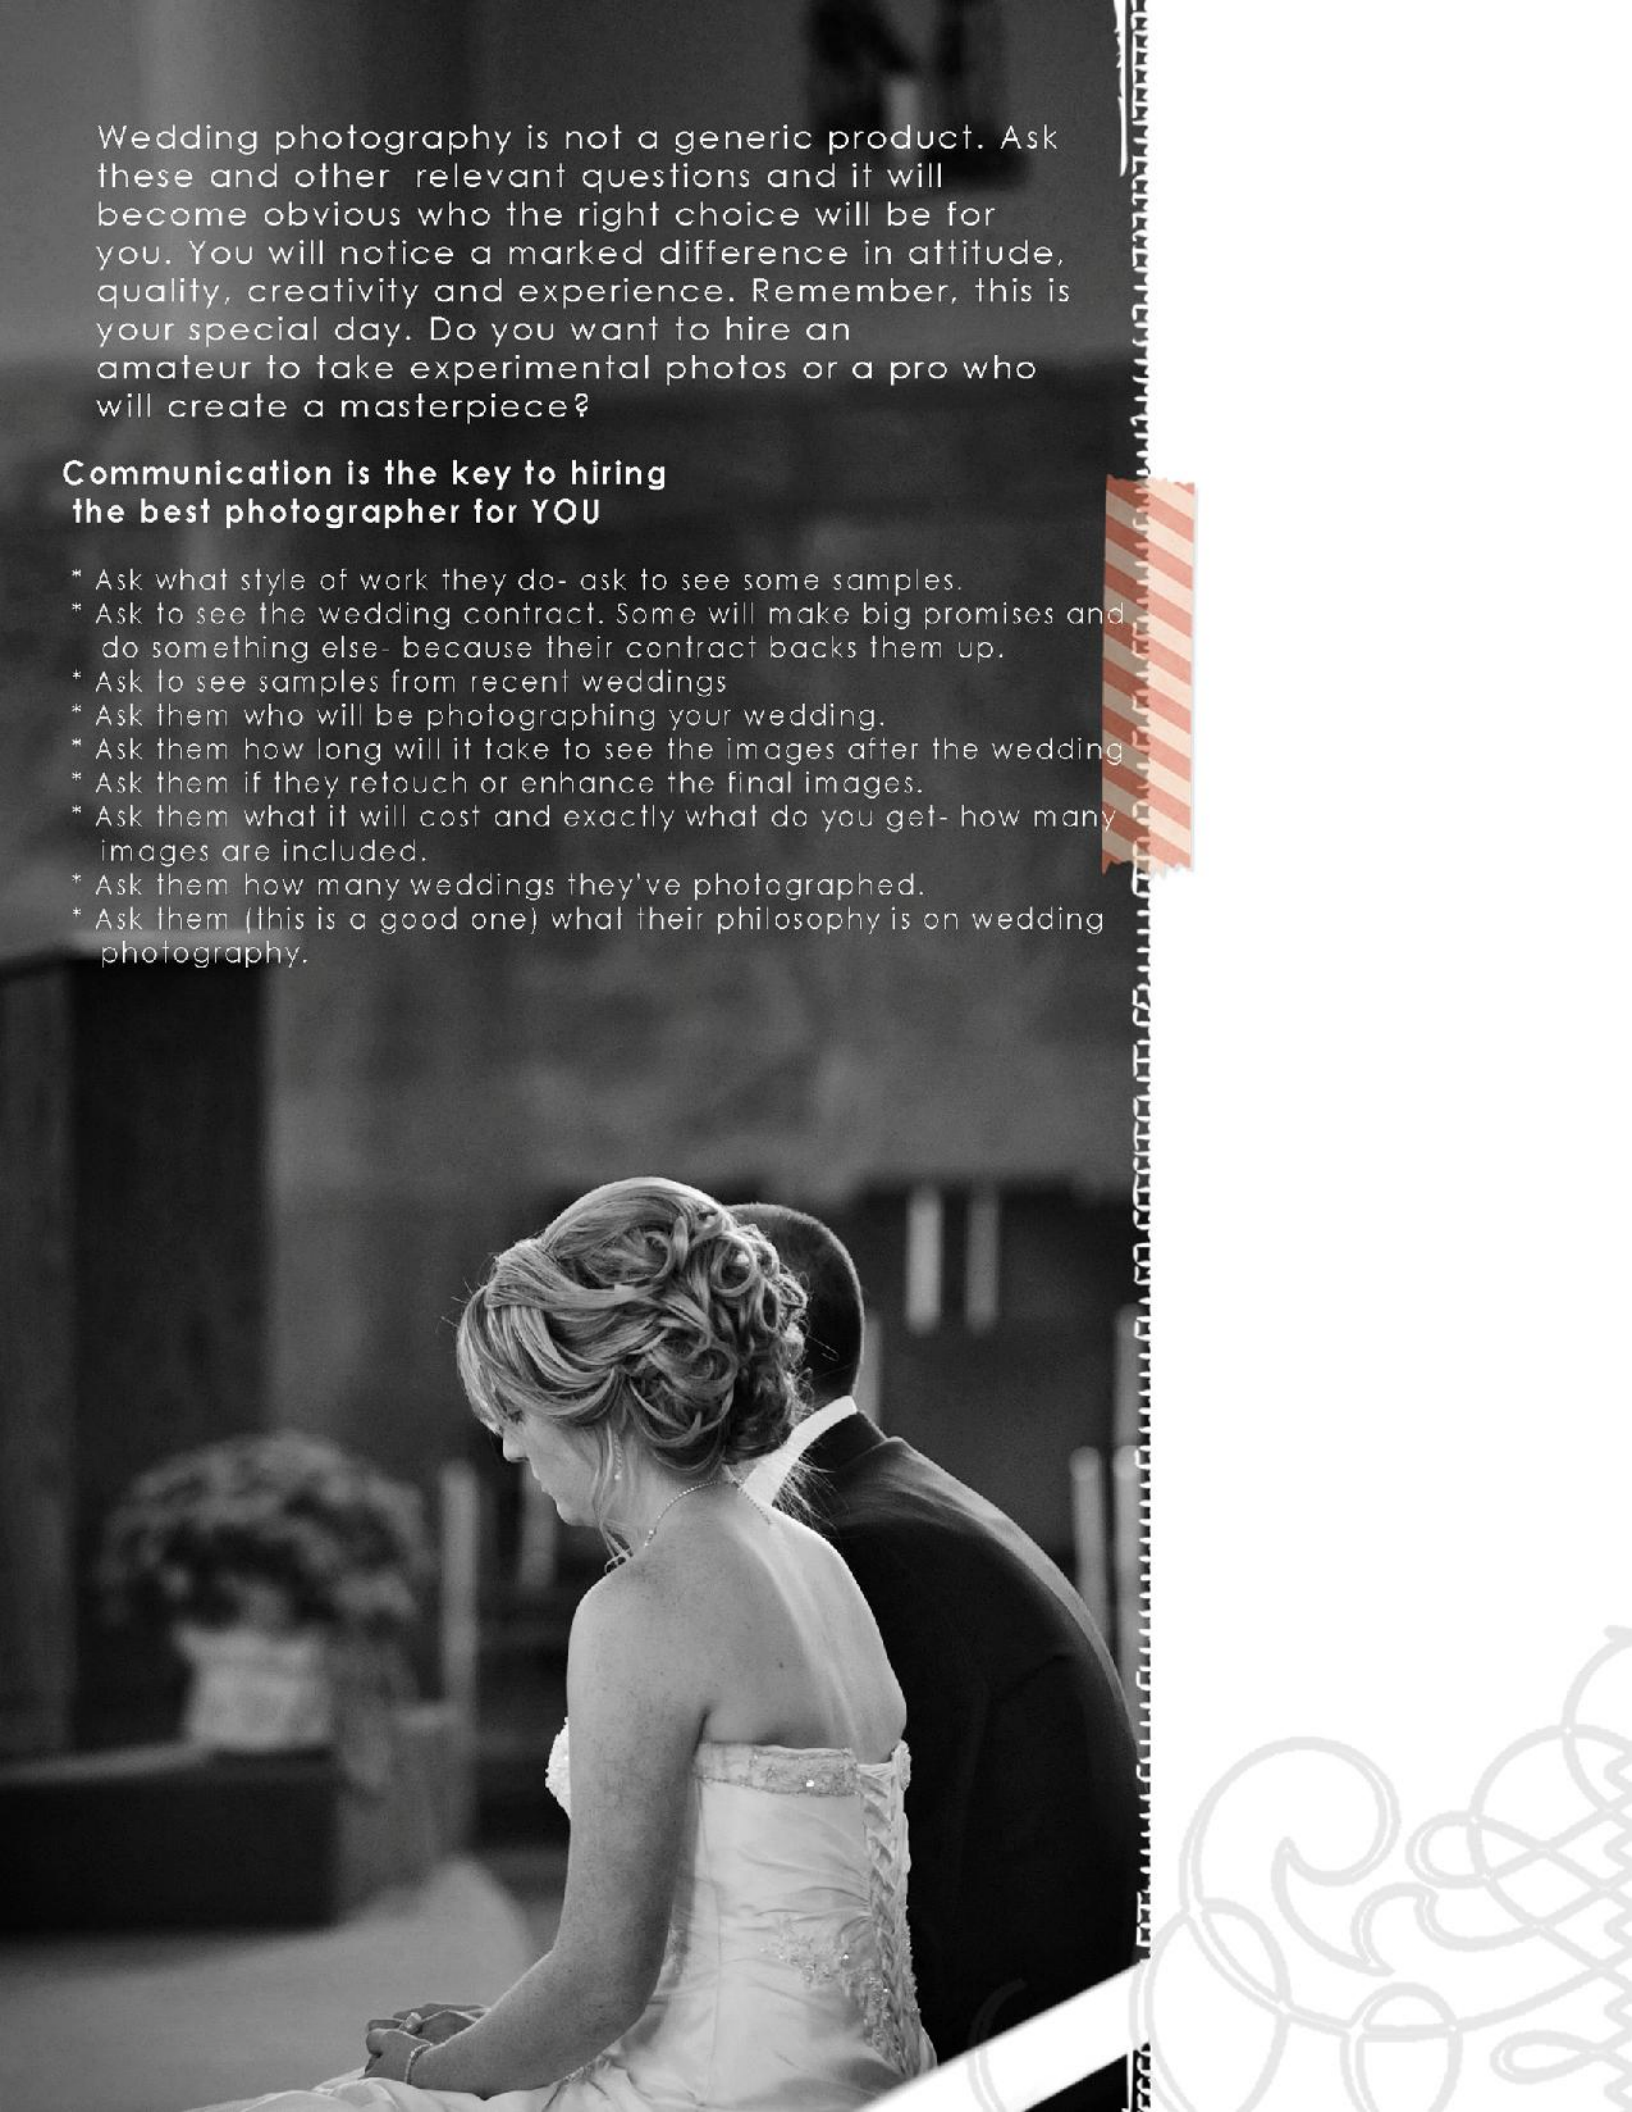 Wedding photography is not a generic product. Ask
these and other relevant questions and it will
become obvious who the right choice will be for
you. You will notice a marked difference in attitude,
quality, creativity and experience. Remember, this is
your special day. Do you want to hire an
amateur to take experimental photos or a pro who
will create a masterpiece?
Communication is the key to hiring
the best photographer for YOU
* Ask what style of work they do- ask to see some samples.
* Ask to see the wedding contract. Some will make big promises and
do something else- because their contract backs them up.
* Ask to see samples from recent weddings
* Ask them who will be photographing your wedding.
* Ask them how long will it take to see the images after the wedding
* Ask them if they retouch or enhance the final images.
* Ask them what it will cost and exactly what do you get- how many
images are included.
* Ask them how many weddings they've photographed.
* Ask them (this is a good one) what their philosophy is on wedding
photography.